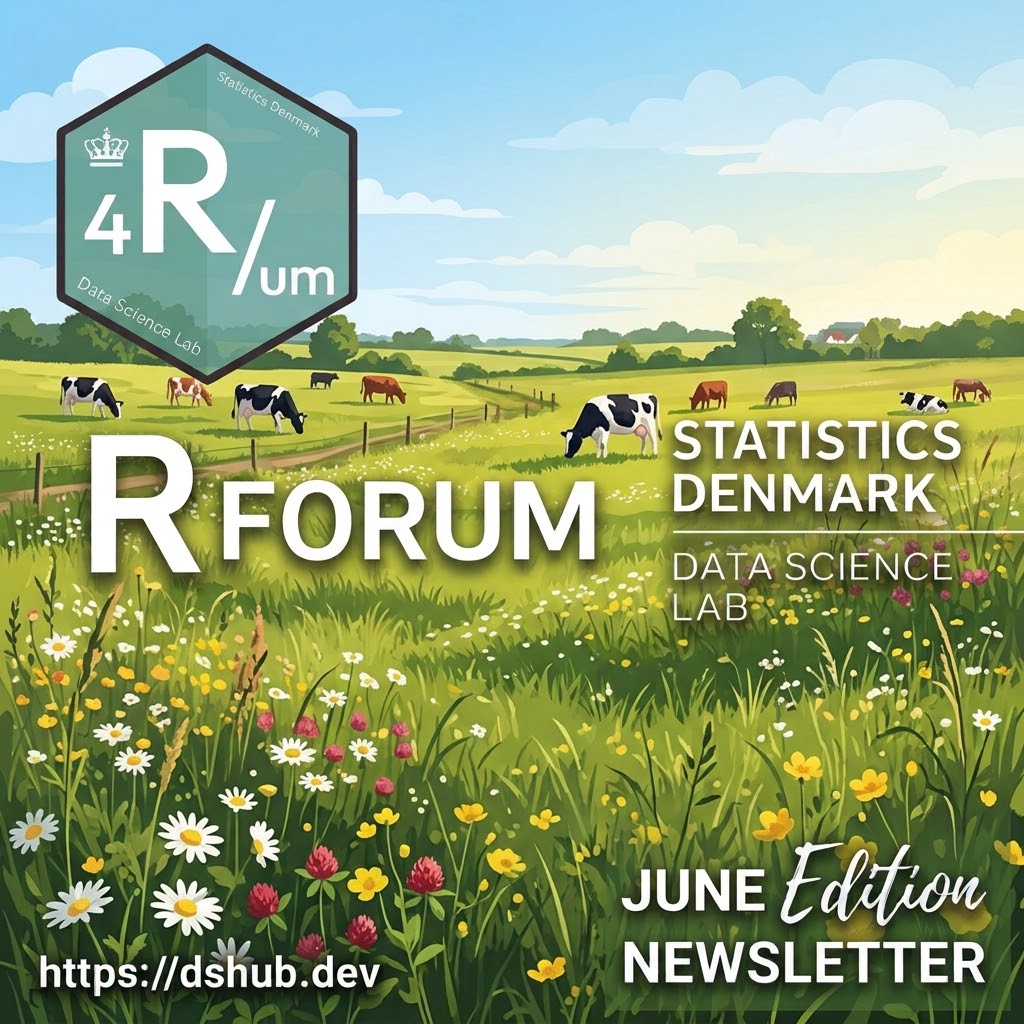 Statistics Denmark
4R/um
Data Science Lab
R FORUM
STATISTICS
DENMARK
DATA SCIENCE
LAB
JUNE Edition
NEWSLETTER
https://dshub.dev